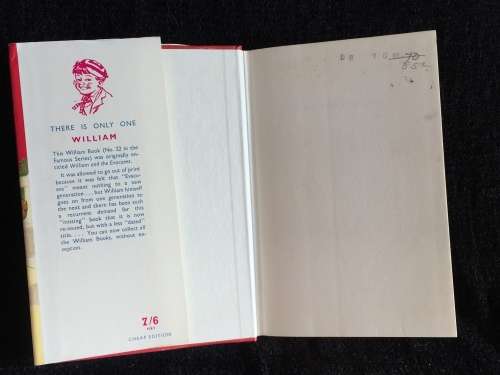 THERE IS ONLY ONE
WILLIAM
This William Book (No. 22 in the
Famous Series) was originally en-
titled William and the Evacuees.
It was allowed to go out of print
because it was felt that "Evacu-
ees" meant nothing to a new
generation . . . but William himself
goes on from one generation to
the next and there has been such
a recurrent demand for this
"missing" book that it is now
re-issued, but with a less "dated"
title. . . . You can now collect all
the William Books, without ex-
ception.
7/6
NET
CHEAP EDITION